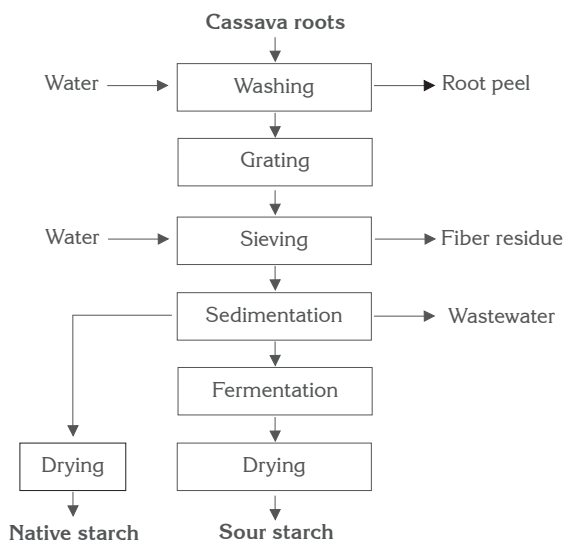 Cassava roots
Water
Washing
Root peel
Grating
Water
Sieving
Fiber residue
Sedimentation
Wastewater
Fermentation
Drying
Drying
Native starch
Sour starch